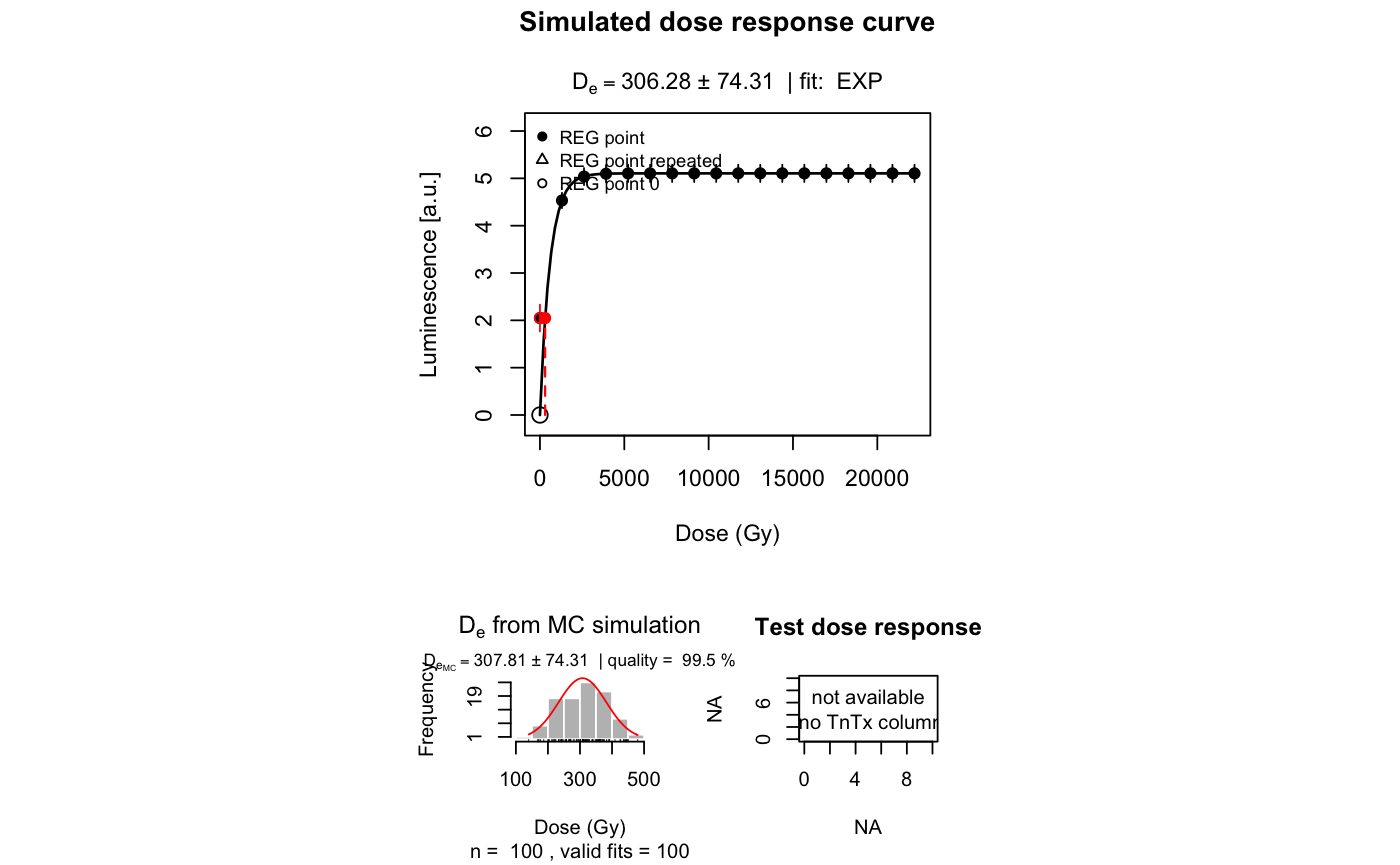 Simulated dose response curve
De = 306.28 ± 74.31 | fit: EXP
6
5
4
3
2
1
0
Luminescence [a.u.]
REG point
REG point repeated
REG point 0
0 5000 10000 15000 20000
Dose (Gy)
De from MC simulation
DeMC = 307.81 ± 74.31 | quality = 99.5 %
Frequency
19
1
100 300 500
Dose (Gy)
n = 100 , valid fits = 100
Test dose response
NA
6
0
not available
no TnTx column
0 4 8
NA